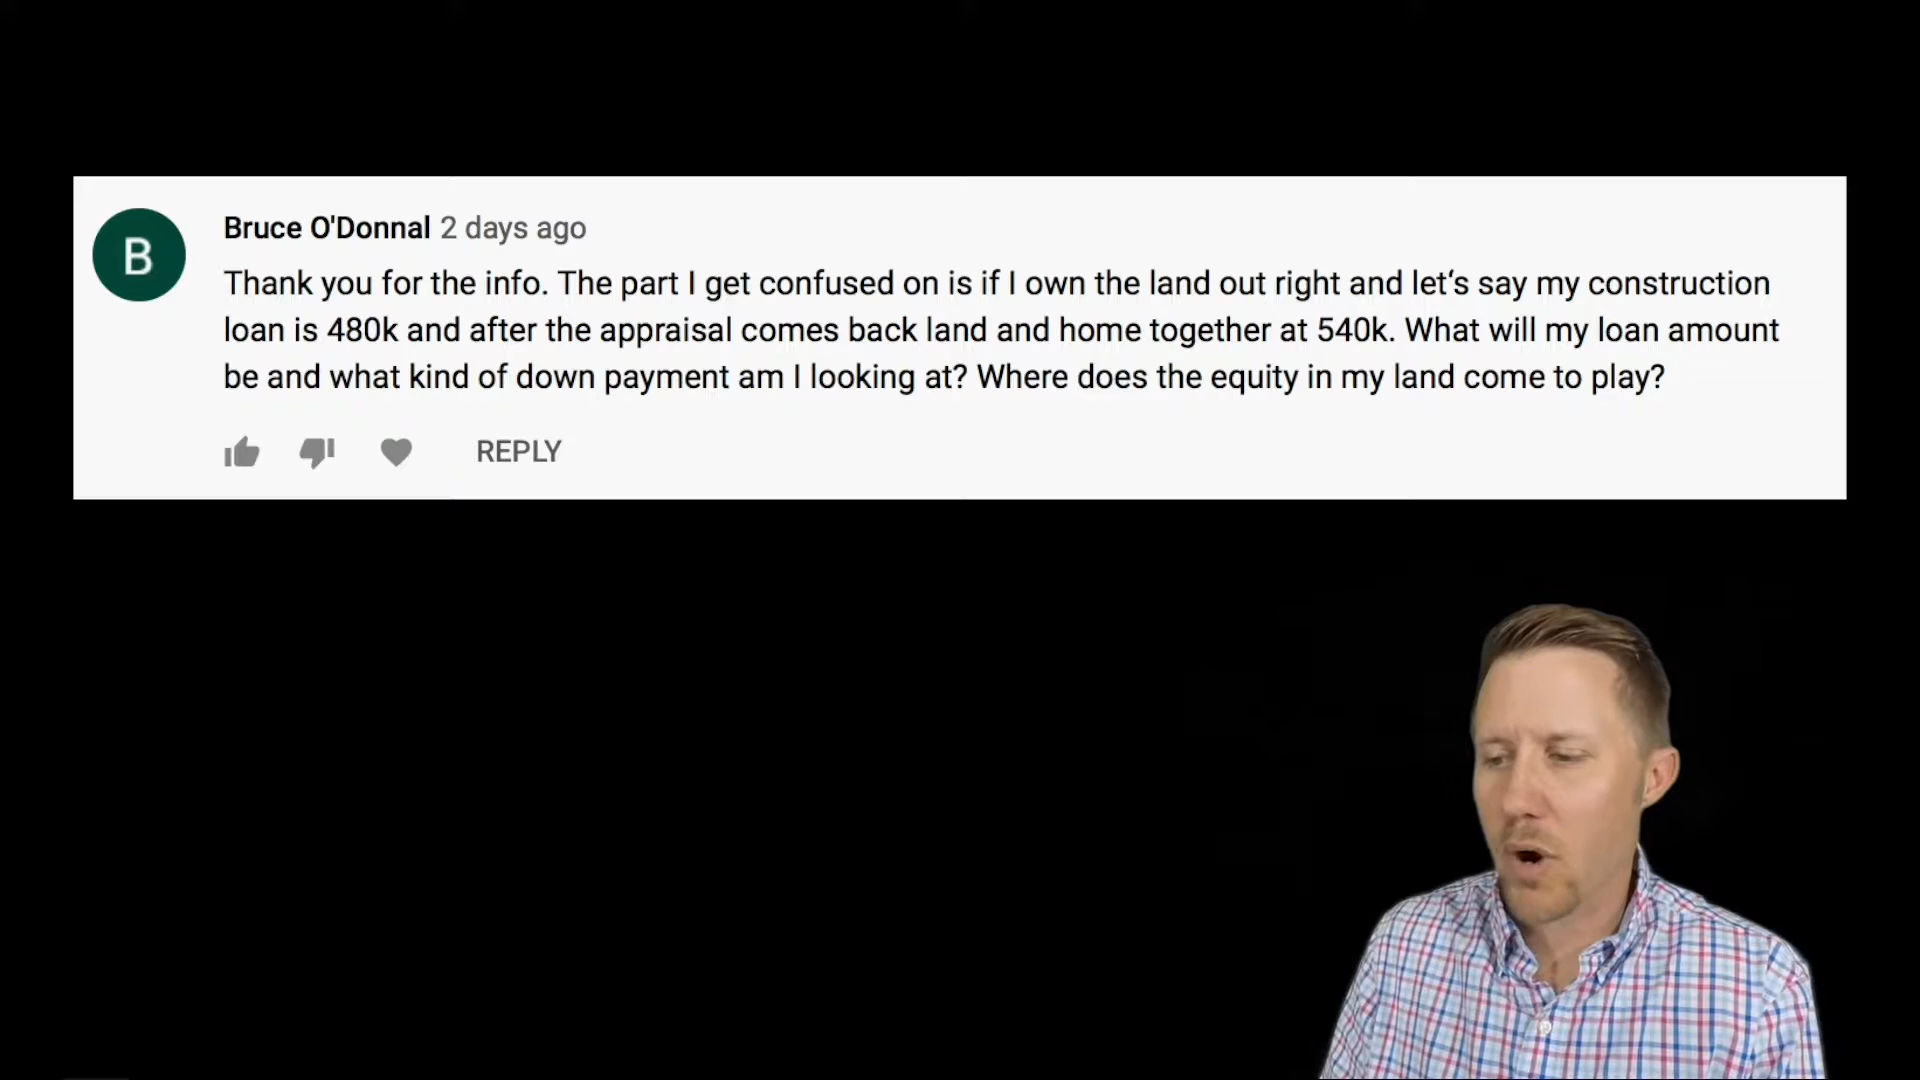 B
Bruce O'Donnal 2 days ago
Thank you for the info. The part I get confused on is if I own the land out right and let‘s say my construction
loan is 480k and after the appraisal comes back land and home together at 540k. What will my loan amount
be and what kind of down payment am I looking at? Where does the equity in my land come to play?
REPLY